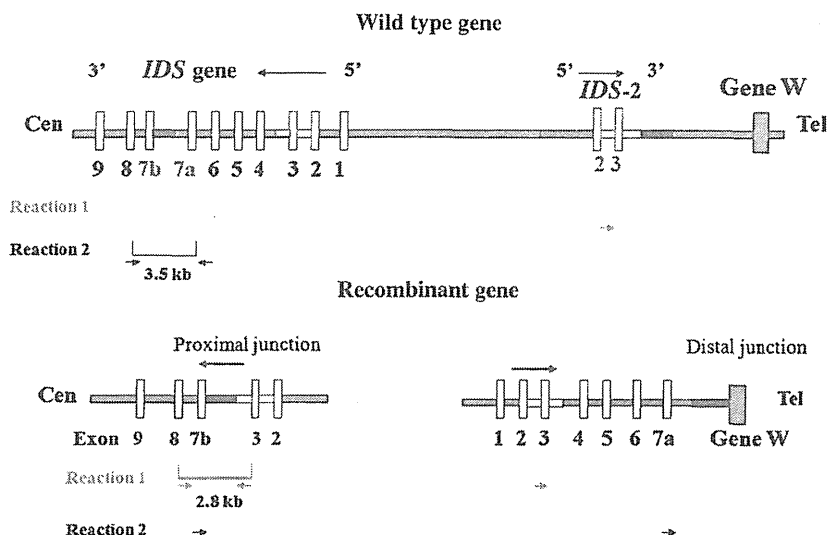 Wild type gene
3’ IDS gene 5’ 5’ 3’
IDS-2 Gene W
Cen Tel
9 8 7b 7a 6 5 4 3 2 1 2 3
Reaction 1
Reaction 2
3.5 kb
Recombinant gene
Proximal junction Distal junction
Cen Tel
Exon 9 8 7b 3 2 1 2 3 4 5 6 7a Gene W
Reaction 1
2.8 kb
Reaction 2